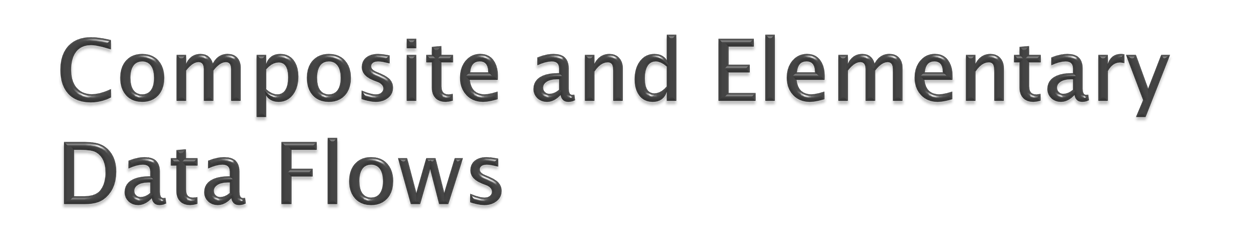 Composite and Elementary
Data Flows